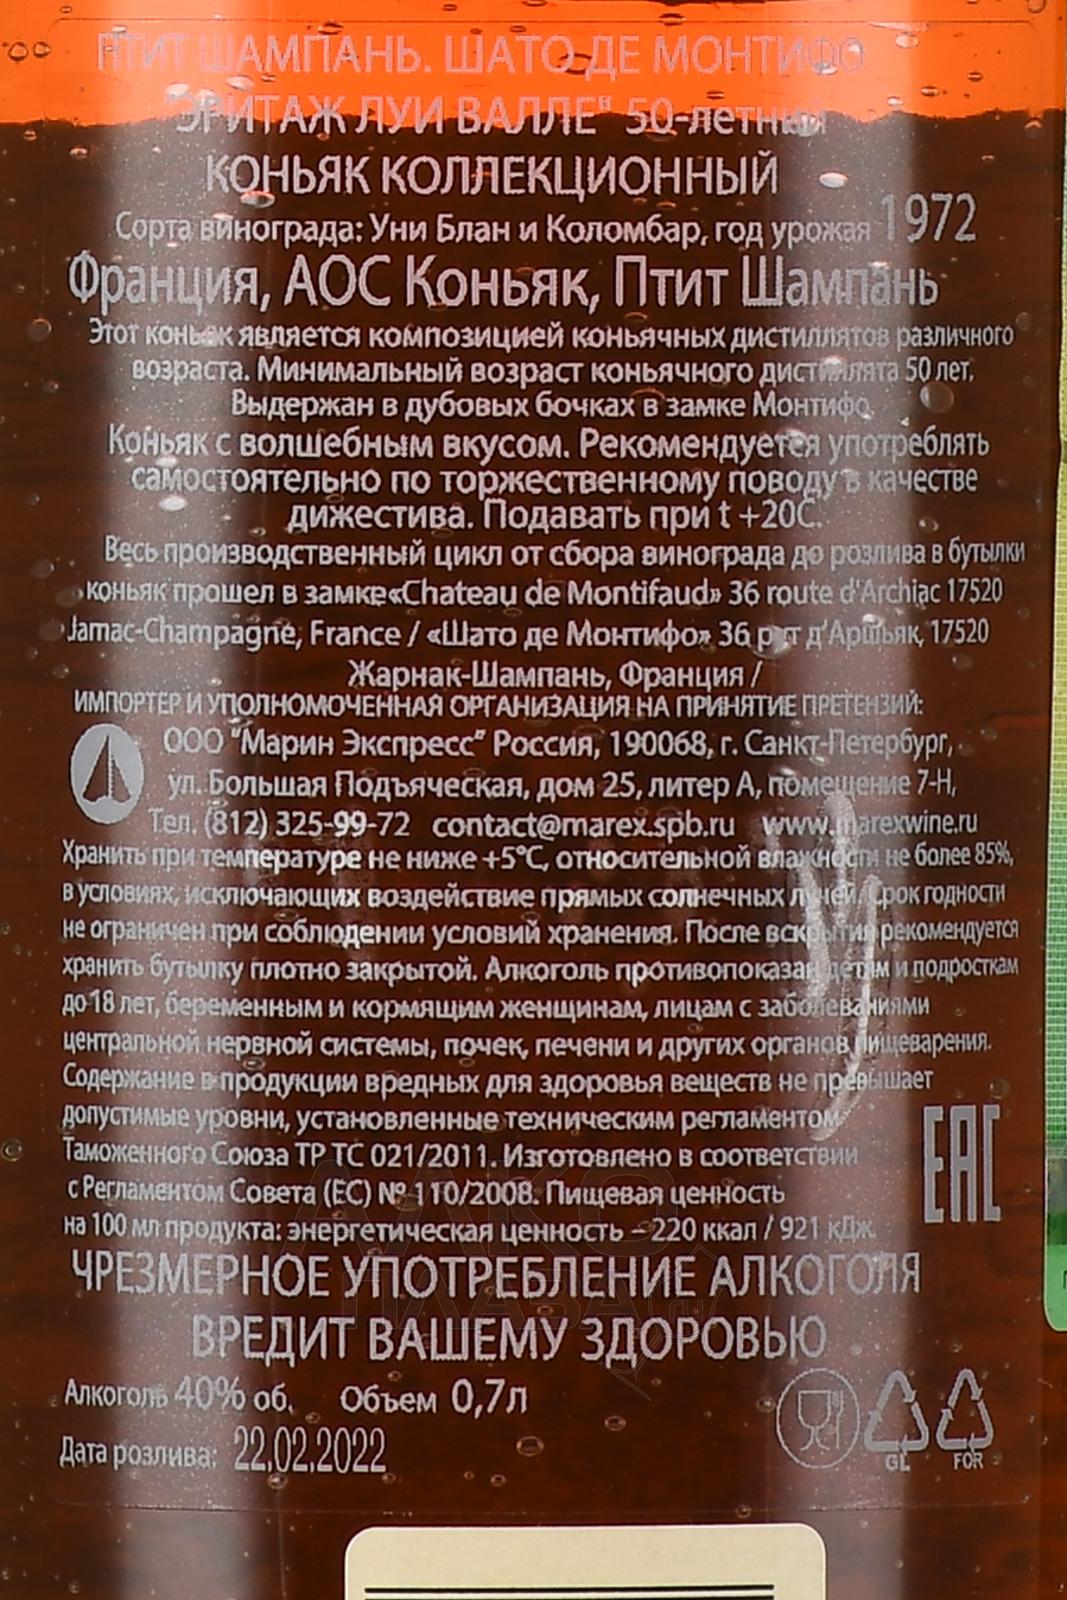 ПТИТ ШАМПАНЬ. ШАТО ДЕ МОНТИФО
"ЭРИТАЖ ЛУИ ВАЛЛЕ" 50-летний
КОНЬЯК КОЛЛЕКЦИОННЫЙ
Сорта винограда: Уни Блан и Коломбар, год урожая 1972
Франция, АОС Коньяк, Птит Шампань
Этот коньяк является композицией коньячных дистиллятов различного
возраста. Минимальный возраст коньячного дистиллята 50 лет.
Выдержан в дубовых бочках в замке Монтифо.
Коньяк с волшебным вкусом. Рекомендуется употреблять
самостоятельно по торжественному поводу в качестве
дижестива. Подавать при t +20C.
Весь производственный цикл от сбора винограда до розлива в бутылки
коньяк прошел в замке«Chateau de Montifaud» 36 route d'Archiac 17520
Jarnac-Champagne, France / «Шато де Монтифо» 36 рут д'Аршьяк, 17520
Жарнак-Шампань, Франция /
ИМПОРТЕР И УПОЛНОМОЧЕННАЯ ОРГАНИЗАЦИЯ НА ПРИНЯТИЕ ПРЕТЕНЗИЙ:
ООО "Марин Экспресс" Россия, 190068, г. Санкт-Петербург,
ул. Большая Подъяческая, дом 25, литер А, помещение 7-Н,
Тел. (812) 325-99-72 contact@marex.spb.ru www.marexwine.ru
Хранить при температуре не ниже +5°С, относительной влажности не более 85%,
в условиях, исключающих воздействие прямых солнечных лучей. Срок годности
не ограничен при соблюдении условий хранения. После вскрытия рекомендуется
хранить бутылку плотно закрытой. Алкоголь противопоказан детям и подросткам
до 18 лет, беременным и кормящим женщинам, лицам с заболеваниями
центральной нервной системы, почек, печени и других органов пищеварения.
Содержание в продукции вредных для здоровья веществ не превышает
допустимые уровни, установленные техническим регламентом
Таможенного Союза ТР ТС 021/2011. Изготовлено в соответствии
с Регламентом Совета (ЕС) № 110/2008. Пищевая ценность
на 100 мл продукта: энергетическая ценность – 220 ккал / 921 кДж.
EAC
ЧРЕЗМЕРНОЕ УПОТРЕБЛЕНИЕ АЛКОГОЛЯ
ВРЕДИТ ВАШЕМУ ЗДОРОВЬЮ
Алкоголь 40% об. Объем 0,7л
Дата розлива: 22.02.2022
GL FOR
АЛКО
ПЛАЗА